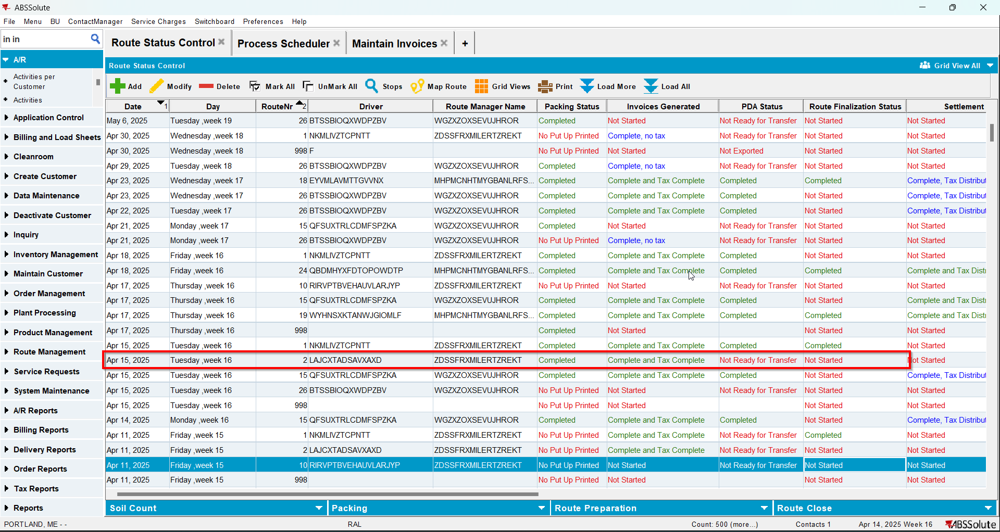 ABSSolute
File Menu BU ContactManager Service Charges Switchboard Preferences Help
in in
Route Status Control Process Scheduler Maintain Invoices +
A/R
Activities per
Customer
Activities
Application Control
Billing and Load Sheets
Cleanroom
Create Customer
Data Maintenance
Deactivate Customer
Inquiry
Inventory Management
Maintain Customer
Order Management
Plant Processing
Product Management
Route Management
Service Requests
System Maintenance
A/R Reports
Billing Reports
Delivery Reports
Order Reports
Tax Reports
Reports
Route Status Control Grid View All
Add Modify Delete Mark All UnMark All Stops Map Route Grid Views Print Load More Load All
Date 1 Day RouteNr 2 Driver Route Manager Name Packing Status Invoices Generated PDA Status Route Finalization Status Settlement
May 6, 2025 Tuesday ,week 19 26 BTSSBIOQXWDPZBV WGZXZOXSEVUJHROR Completed Not Started Not Ready for Transfer Not Started Not Started
Apr 30, 2025 Wednesday ,week 18 1 NKMLIVZTCPNTT ZDSSFRXMILERTZREKT No Put Up Printed Complete, no tax Not Ready for Transfer Not Started Not Started
Apr 30, 2025 Wednesday ,week 18 998 F No Put Up Printed Not Started Not Exported Not Started Not Started
Apr 29, 2025 Tuesday ,week 18 26 BTSSBIOQXWDPZBV WGZXZOXSEVUJHROR Completed Complete, no tax Not Ready for Transfer Not Started Not Started
Apr 23, 2025 Wednesday ,week 17 18 EYVMLAVMTTGVVNX MHPMCNHTMYGBANLRFS... Completed Complete and Tax Complete Completed Completed Complete, Tax Distribut
Apr 23, 2025 Wednesday ,week 17 26 BTSSBIOQXWDPZBV WGZXZOXSEVUJHROR Completed Complete and Tax Complete Completed Not Started Complete, Tax Distribut
Apr 22, 2025 Tuesday ,week 17 26 BTSSBIOQXWDPZBV WGZXZOXSEVUJHROR Completed Complete and Tax Complete Completed Not Started Complete, Tax Distribut
Apr 21, 2025 Monday ,week 17 15 QFSUXTRLCDMFSPZKA WGZXZOXSEVUJHROR Completed Not Started Not Ready for Transfer Not Started Not Started
Apr 21, 2025 Monday ,week 17 26 BTSSBIOQXWDPZBV WGZXZOXSEVUJHROR No Put Up Printed Complete, no tax Not Ready for Transfer Not Started Not Started
Apr 18, 2025 Friday ,week 16 1 NKMLIVZTCPNTT ZDSSFRXMILERTZREKT Completed Complete and Tax Complete Completed Not Started Not Started
Apr 18, 2025 Friday ,week 16 24 QBDMHYXFDTOPOWDTP MHPMCNHTMYGBANLRFS... Completed Complete and Tax Complete Completed Completed Complete and Tax Distr
Apr 17, 2025 Thursday ,week 16 10 RIRVPTBVEHAUVLARJYP ZDSSFRXMILERTZREKT No Put Up Printed Not Started Not Ready for Transfer Not Started Not Started
Apr 17, 2025 Thursday ,week 16 15 QFSUXTRLCDMFSPZKA WGZXZOXSEVUJHROR Completed Complete and Tax Complete Completed Not Started Complete and Tax Distr
Apr 17, 2025 Thursday ,week 16 19 WYHNSXKTANWJGIOMLF MHPMCNHTMYGBANLRFS... Completed Complete and Tax Complete Completed Completed Complete and Tax Distr
Apr 17, 2025 Thursday ,week 16 998 Completed Not Started Not Started Not Started
Apr 15, 2025 Tuesday ,week 16 1 NKMLIVZTCPNTT ZDSSFRXMILERTZREKT Completed Complete and Tax Complete Completed Completed Not Started
Apr 15, 2025 Tuesday ,week 16 2 LAJCXTADSAVXAXD ZDSSFRXMILERTZREKT Completed Complete and Tax Complete Not Ready for Transfer Not Started Not Started
Apr 15, 2025 Tuesday ,week 16 15 QFSUXTRLCDMFSPZKA WGZXZOXSEVUJHROR Completed Complete and Tax Complete Completed Not Started Complete, Tax Distribut
Apr 15, 2025 Tuesday ,week 16 26 BTSSBIOQXWDPZBV WGZXZOXSEVUJHROR No Put Up Printed Not Started Not Ready for Transfer Not Started Not Started
Apr 15, 2025 Tuesday ,week 16 998 No Put Up Printed Not Started Not Started Not Started
Apr 14, 2025 Monday ,week 16 15 QFSUXTRLCDMFSPZKA WGZXZOXSEVUJHROR Completed Complete and Tax Complete Completed Not Started Complete, Tax Distribut
Apr 11, 2025 Friday ,week 15 1 NKMLIVZTCPNTT ZDSSFRXMILERTZREKT No Put Up Printed Complete and Tax Complete Not Ready for Transfer Completed Not Started
Apr 11, 2025 Friday ,week 15 2 LAJCXTADSAVXAXD ZDSSFRXMILERTZREKT No Put Up Printed Complete and Tax Complete Not Ready for Transfer Not Started Not Started
Apr 11, 2025 Friday ,week 15 10 RIRVPTBVEHAUVLARJYP ZDSSFRXMILERTZREKT No Put Up Printed Not Started Not Ready for Transfer Not Started Not Started
Apr 11, 2025 Friday ,week 15 998 No Put Up Printed Not Started Not Started Not Started
Soil Count Packing Route Preparation Route Close
PORTLAND, ME - - RAL Count: 500 (more...) Contacts 1 Apr 14, 2025 Week 16 ABSSolute